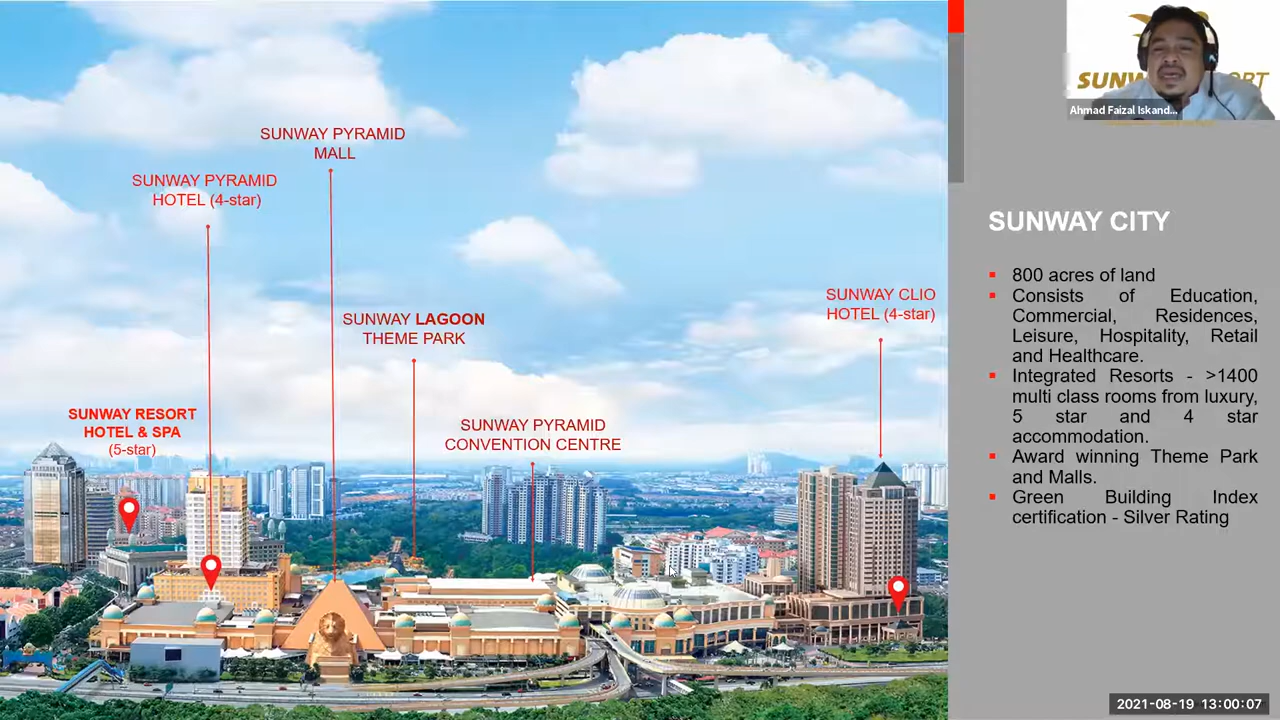 SUNWAY PYRAMID
MALL
SUNWAY PYRAMID
HOTEL (4-star)
SUNWAY LAGOON
THEME PARK
SUNWAY CLIO
HOTEL (4-star)
SUNWAY RESORT
HOTEL & SPA
(5-star)
SUNWAY PYRAMID
CONVENTION CENTRE
Ahmad Faizal Iskand...
SUNWAY CITY
800 acres of land
Consists of Education,
Commercial, Residences,
Leisure, Hospitality, Retail
and Healthcare.
Integrated Resorts - >1400
multi class rooms from luxury,
5 star and 4 star
accommodation.
Award winning Theme Park
and Malls.
Green Building Index
certification - Silver Rating
2021-08-19 13:00:07